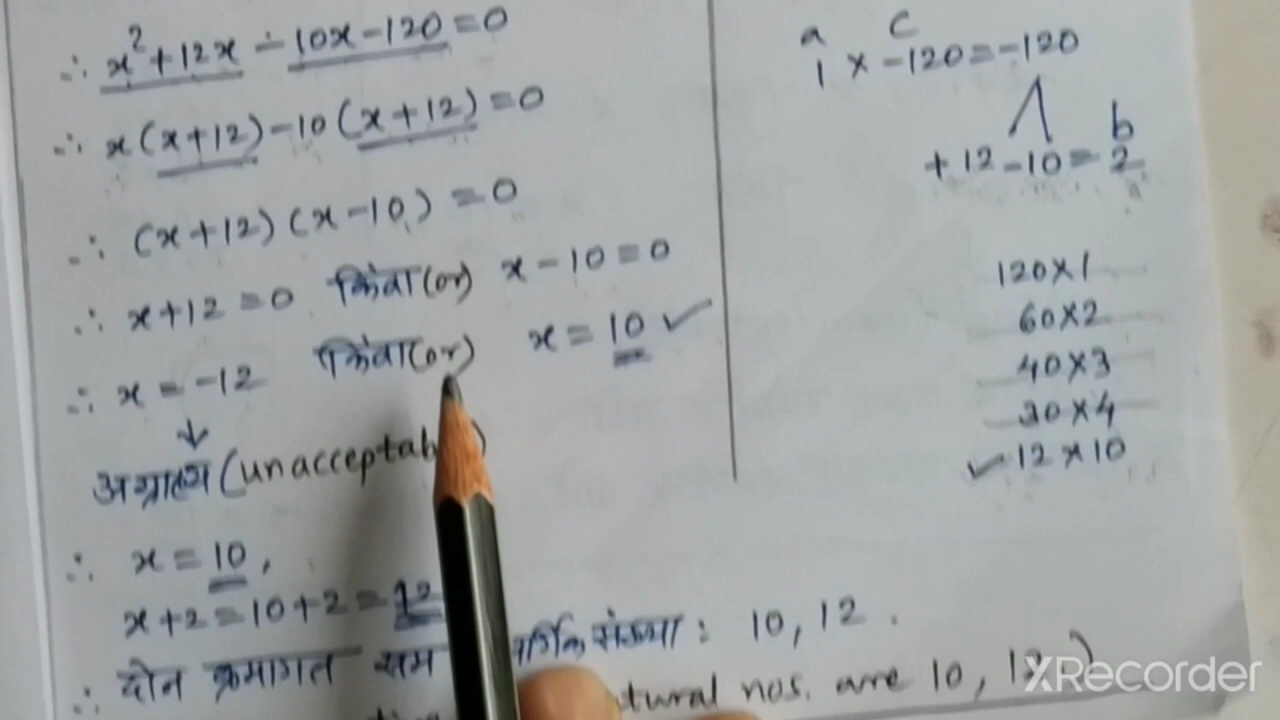 ∴ x² + 12x - 10x - 120 = 0
∴ x (x + 12) - 10 (x + 12) = 0
∴ (x + 12) (x - 10) = 0
∴ x + 12 = 0 किंवा (or) x - 10 = 0
∴ x = -12 किंवा (or) x = 10 ✓
↓
अग्राह्य (unacceptab
∴ x = 10 ,
x + 2 = 10 + 2 = 12
∴ दोन क्रमागत सम संख्या : 10, 12 .
tural nos. are 10, 12)
a c
1 × -120 = -120
b
+ 12 - 10 = 2
120 × 1
60 × 2
40 × 3
30 × 4
✓ 12 × 10
XRecorder